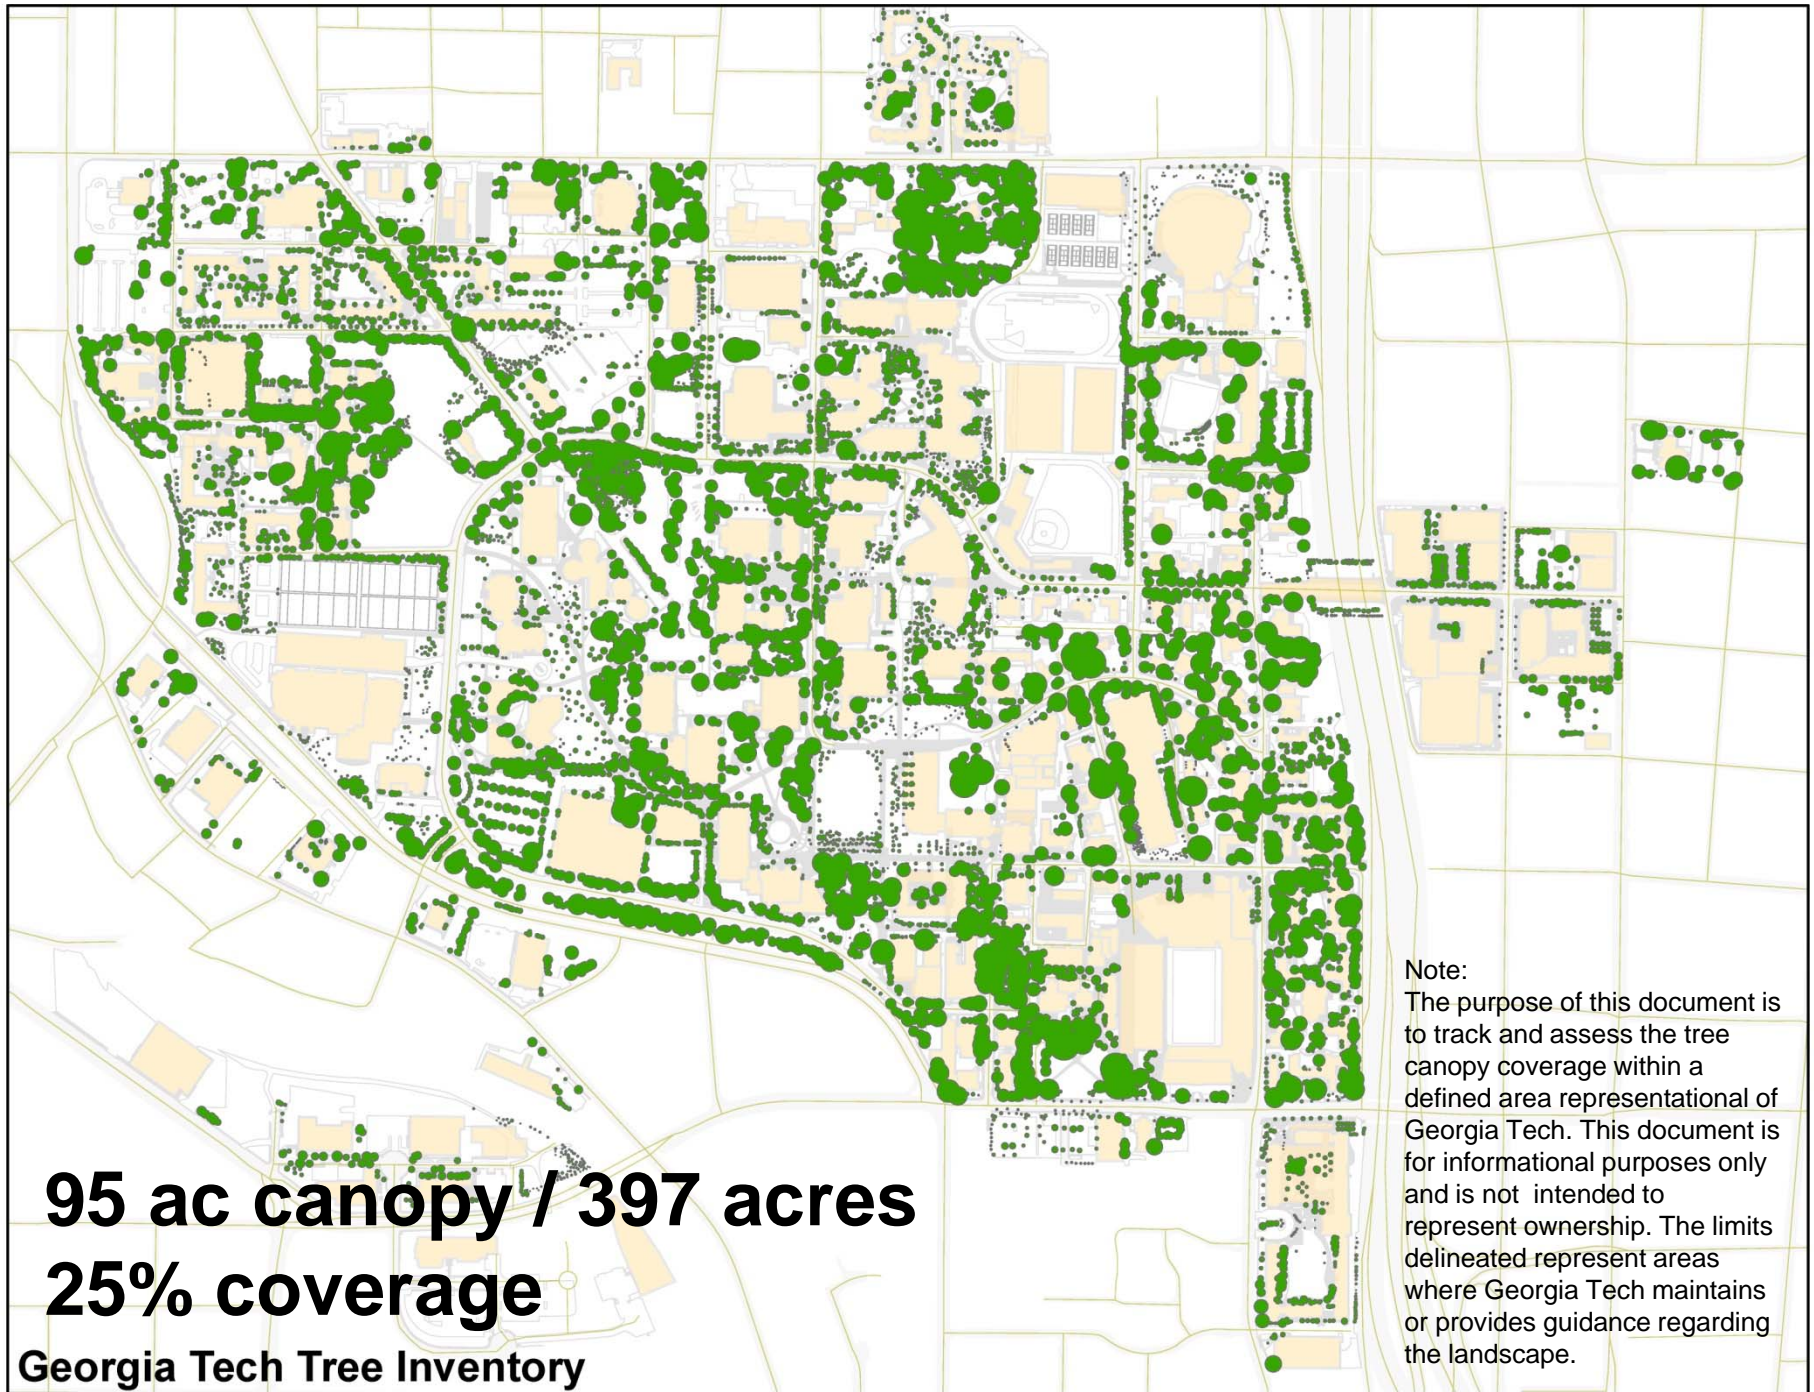 Note:
The purpose of this document is
to track and assess the tree
canopy coverage within a
defined area representational of
Georgia Tech. This document is
for informational purposes only
and is not  intended to
represent ownership. The limits
delineated represent areas
where Georgia Tech maintains
or provides guidance regarding
the landscape.
95 ac canopy / 397 acres
25% coverage
Georgia Tech Tree Inventory